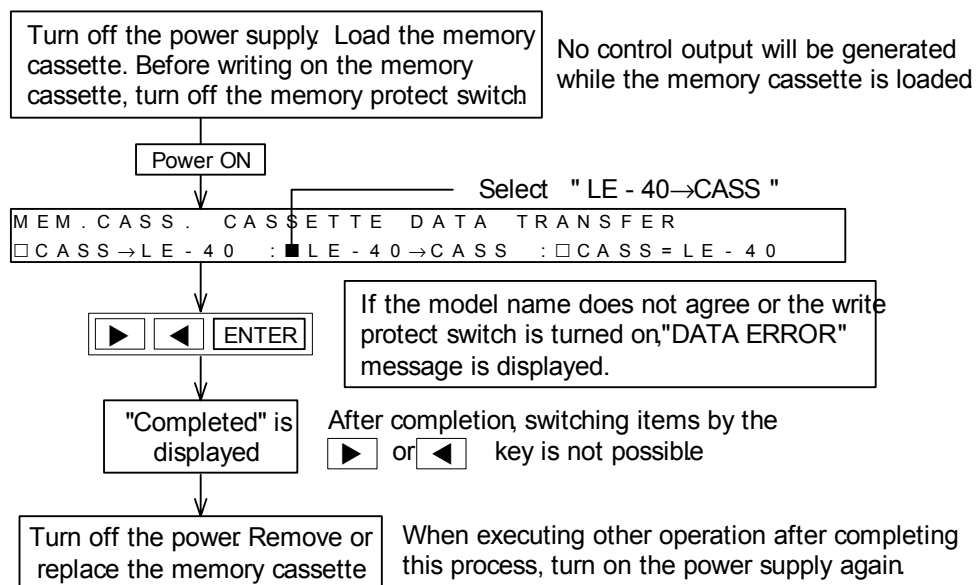 Turn off the power supply. Load the memory
cassette. Before writing on the memory
cassette, turn off the memory protect switch.
No control output will be generated
while the memory cassette is loaded
Power ON
Select " LE - 40→CASS "
MEM.CASS. CASSETTE DATA TRANSFER
□CASS→LE-40 :■LE-40→CASS :□CASS=LE-40
▶ ◀ ENTER
If the model name does not agree or the write
protect switch is turned on,"DATA ERROR"
message is displayed.
"Completed" is
displayed
After completion, switching items by the
▶ or ◀ key is not possible
Turn off the power. Remove or
replace the memory cassette
When executing other operation after completing
this process, turn on the power supply again.